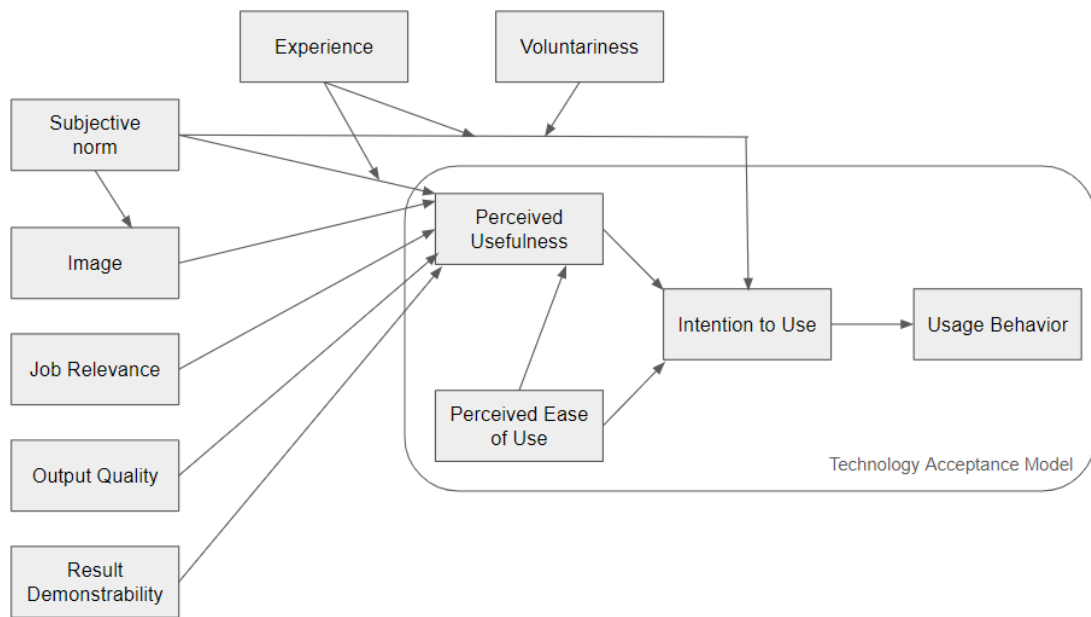 Experience
Voluntariness
Subjective
norm
Perceived
Usefulness
Image
Intention to Use
Usage Behavior
Job Relevance
Perceived Ease
of Use
Output Quality
Technology Acceptance Model
Result
Demonstrability